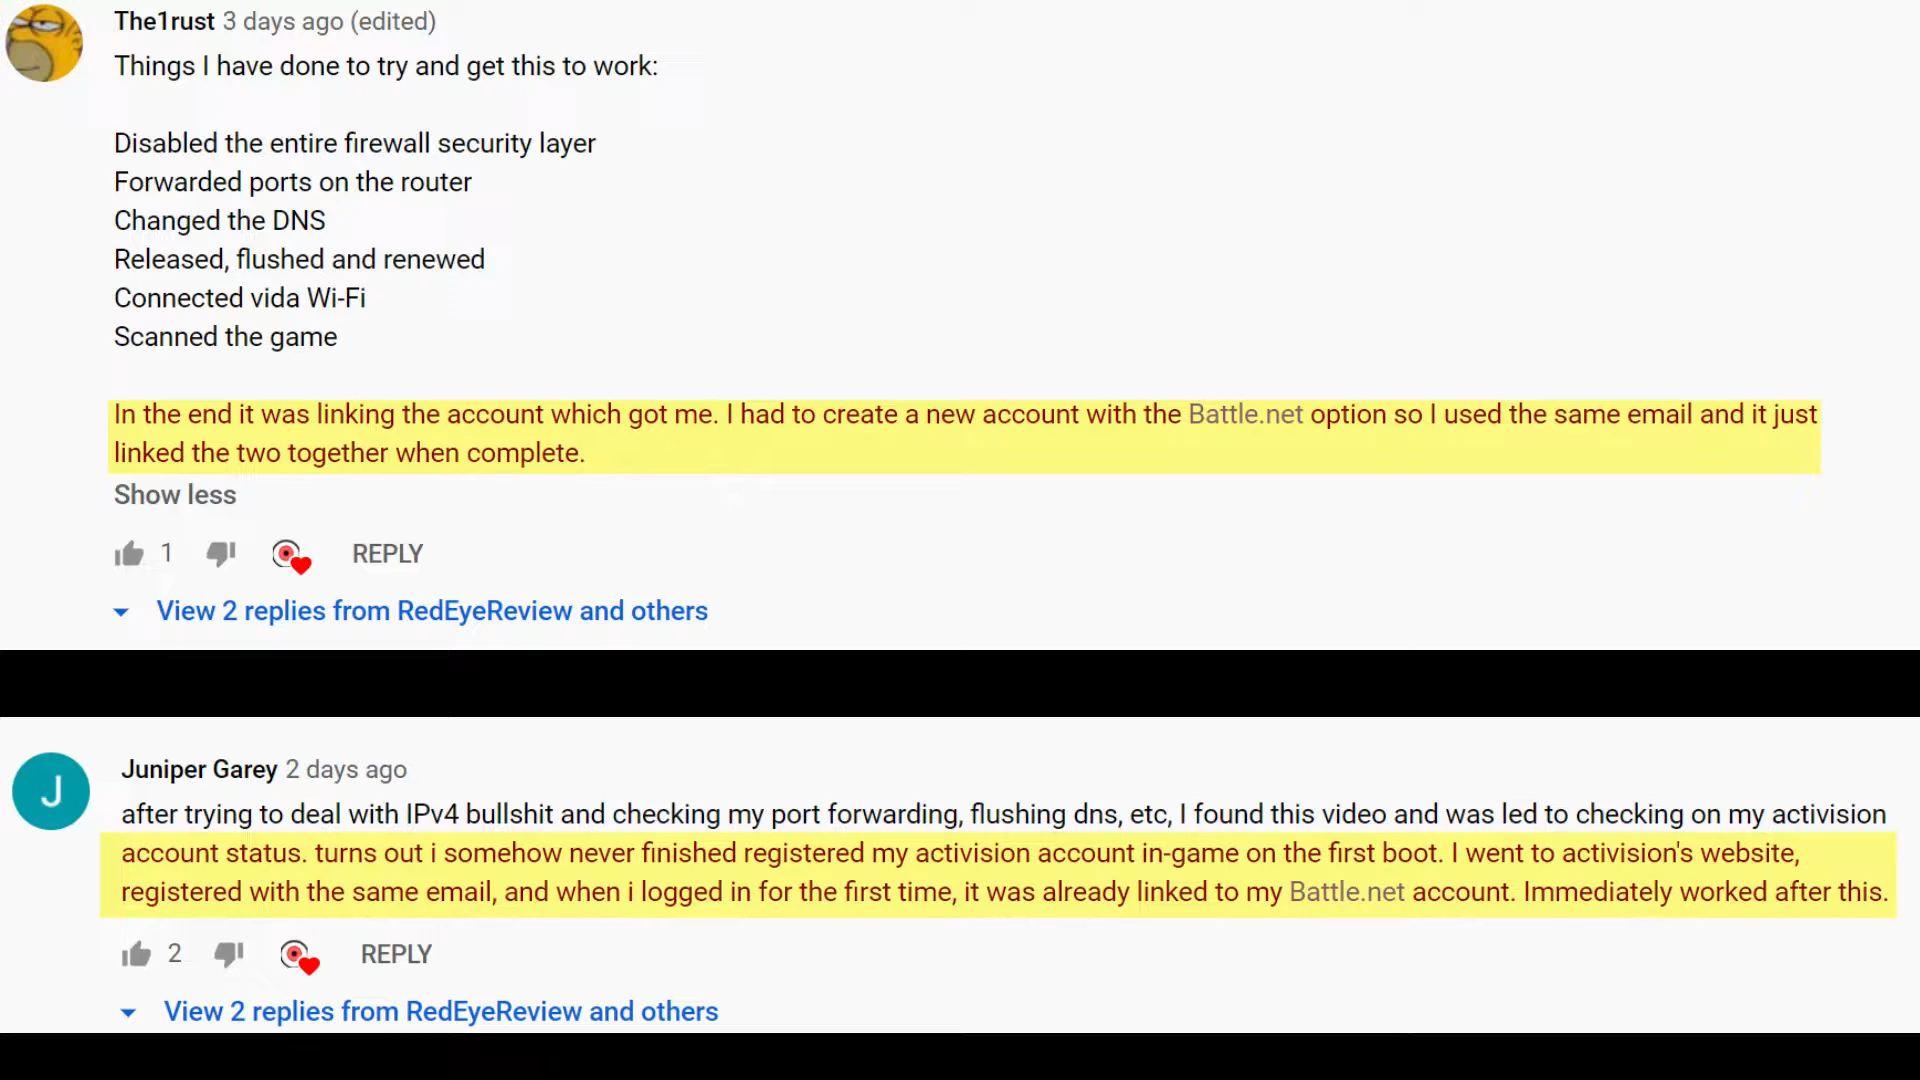 The1rust 3 days ago (edited)
Things I have done to try and get this to work:
Disabled the entire firewall security layer
Forwarded ports on the router
Changed the DNS
Released, flushed and renewed
Connected vida Wi-Fi
Scanned the game
In the end it was linking the account which got me. I had to create a new account with the Battle.net option so I used the same email and it just
linked the two together when complete.
Show less
1 REPLY
View 2 replies from RedEyeReview and others
J
Juniper Garey 2 days ago
after trying to deal with IPv4 bullshit and checking my port forwarding, flushing dns, etc, I found this video and was led to checking on my activision
account status. turns out i somehow never finished registered my activision account in-game on the first boot. I went to activision's website,
registered with the same email, and when i logged in for the first time, it was already linked to my Battle.net account. Immediately worked after this.
2 REPLY
View 2 replies from RedEyeReview and others